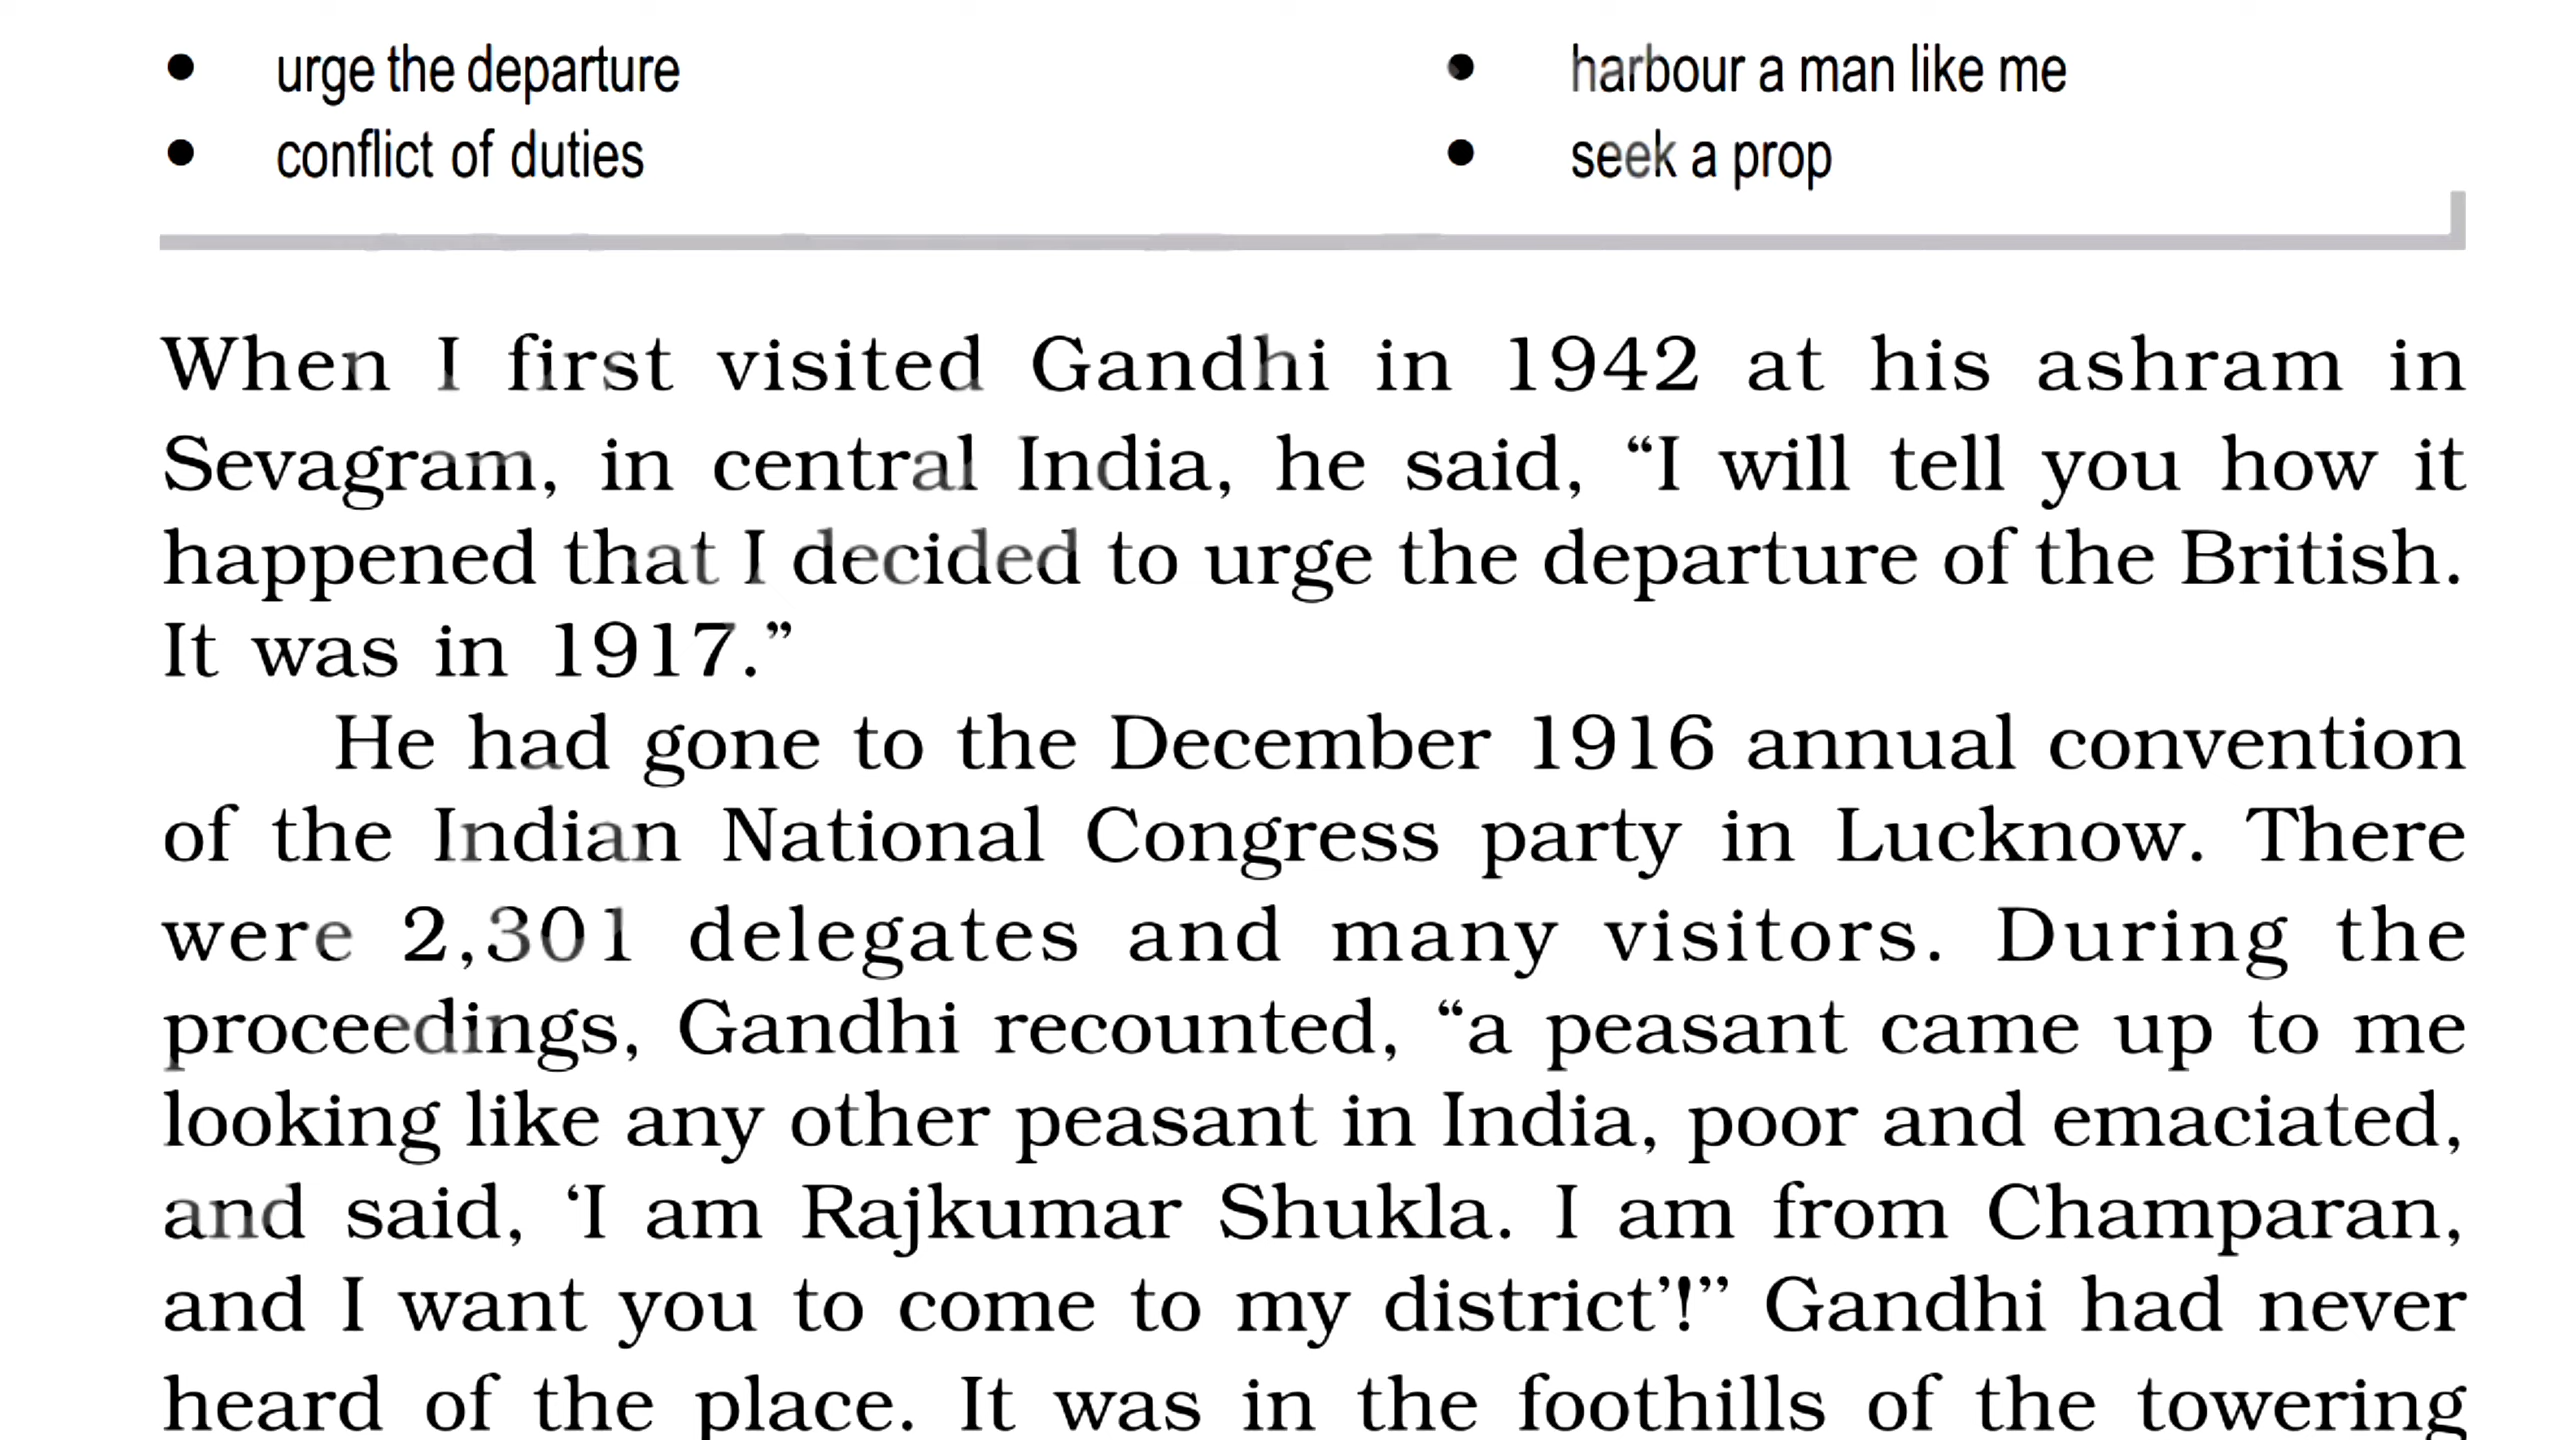 urge the departure
harbour a man like me
conflict of duties
seek a prop
When I first visited Gandhi in 1942 at his ashram in
Sevagram, in central India, he said, “I will tell you how it
happened that I decided to urge the departure of the British.
It was in 1917.”
He had gone to the December 1916 annual convention
of the Indian National Congress party in Lucknow. There
were 2,301 delegates and many visitors. During the
proceedings, Gandhi recounted, “a peasant came up to me
looking like any other peasant in India, poor and emaciated,
and said, ‘I am Rajkumar Shukla. I am from Champaran,
and I want you to come to my district’!” Gandhi had never
heard of the place. It was in the foothills of the towering